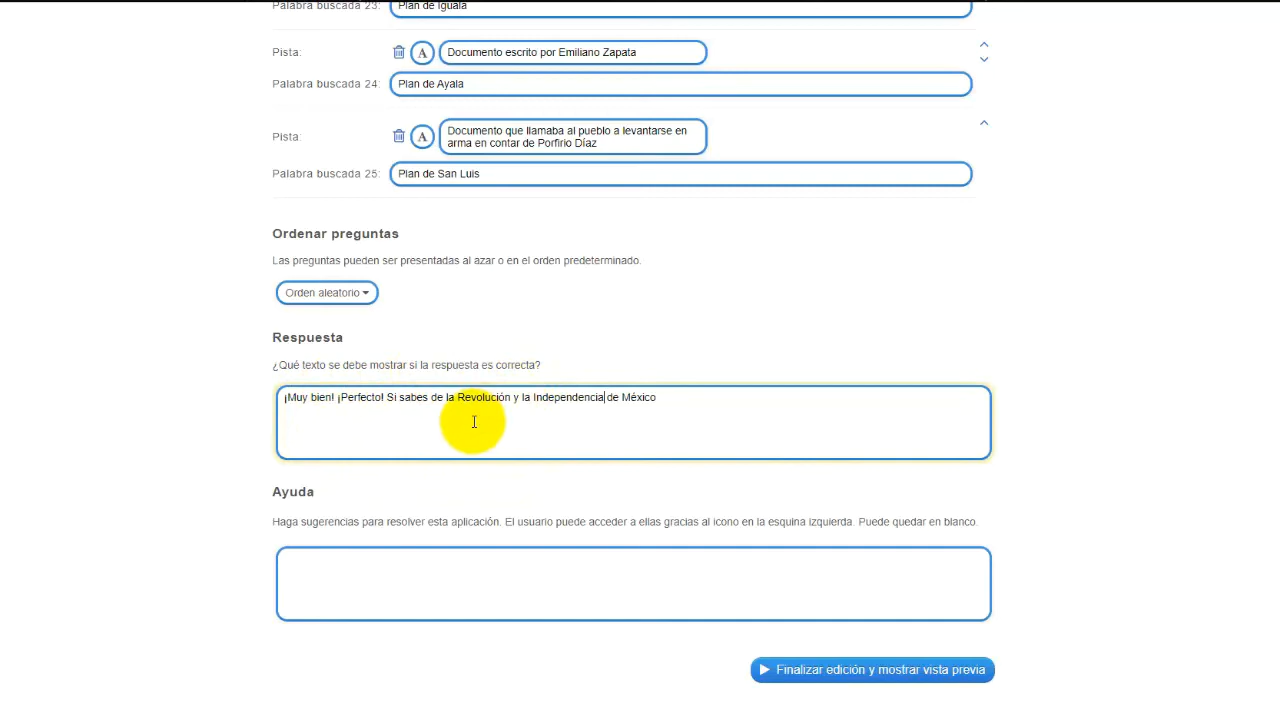 Palabra buscada 23: Plan de Iguala
Pista: A Documento escrito por Emiliano Zapata
Palabra buscada 24: Plan de Ayala
Pista: A Documento que llamaba al pueblo a levantarse en
arma en contar de Porfirio Díaz
Palabra buscada 25: Plan de San Luis
Ordenar preguntas
Las preguntas pueden ser presentadas al azar o en el orden predeterminado.
Orden aleatorio
Respuesta
¿Qué texto se debe mostrar si la respuesta es correcta?
¡Muy bien! ¡Perfecto! Si sabes de la Revolución y la Independencia de México
Ayuda
Haga sugerencias para resolver esta aplicación. El usuario puede acceder a ellas gracias al icono en la esquina izquierda. Puede quedar en blanco.
Finalizar edición y mostrar vista previa